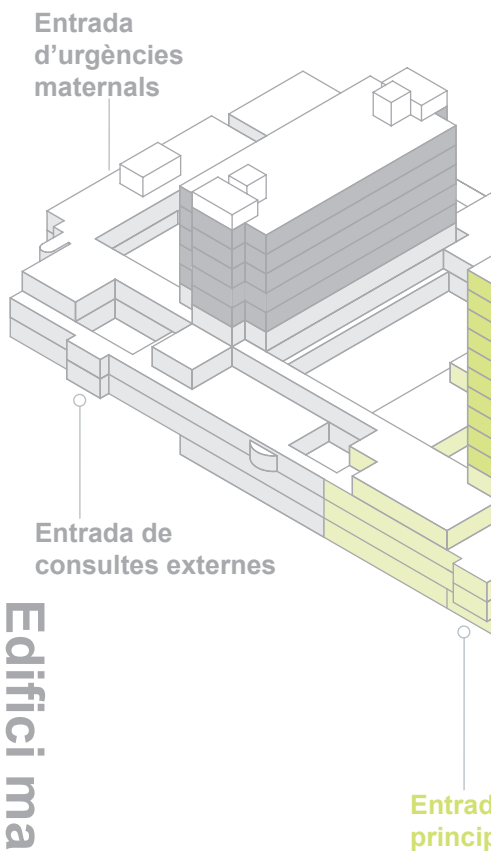 Entrada
d’urgències
maternals
Entrada de
consultes externes
Edifici ma
Entrad
princip